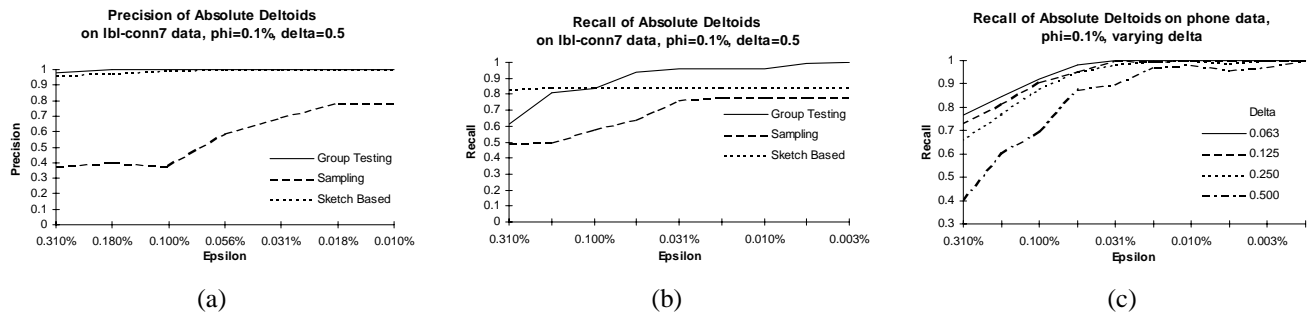 Precision of Absolute Deltoids
on lbl-conn7 data, phi=0.1%, delta=0.5
1
0.9
0.8
0.7
0.6
0.5
0.4
0.3
0.2
0.1
0
Precision
Group Testing
Sampling
Sketch Based
0.310% 0.180% 0.100% 0.056% 0.031% 0.018% 0.010%
Epsilon
(a)
Recall of Absolute Deltoids
on lbl-conn7 data, phi=0.1%, delta=0.5
1
0.9
0.8
0.7
0.6
0.5
0.4
0.3
0.2
0.1
0
Recall
Group Testing
Sampling
Sketch Based
0.310% 0.100% 0.031% 0.010% 0.003%
Epsilon
(b)
Recall of Absolute Deltoids on phone data,
phi=0.1%, varying delta
1
0.9
0.8
0.7
0.6
0.5
0.4
0.3
Recall
Delta
0.063
0.125
0.250
0.500
0.310% 0.100% 0.031% 0.010% 0.003%
Epsilon
(c)